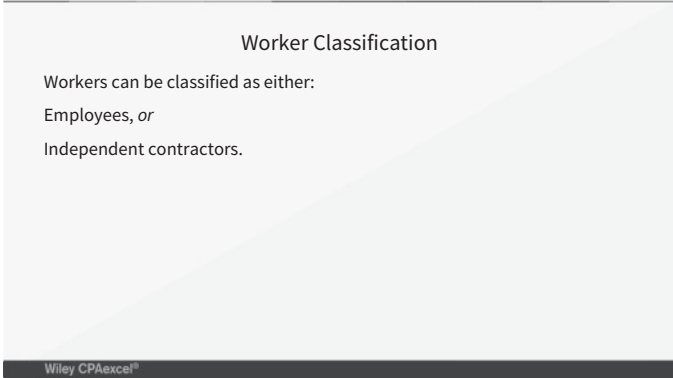 Worker Classification
Workers can be classified as either:
Employees, or
Independent contractors.
Wiley CPAexcel®